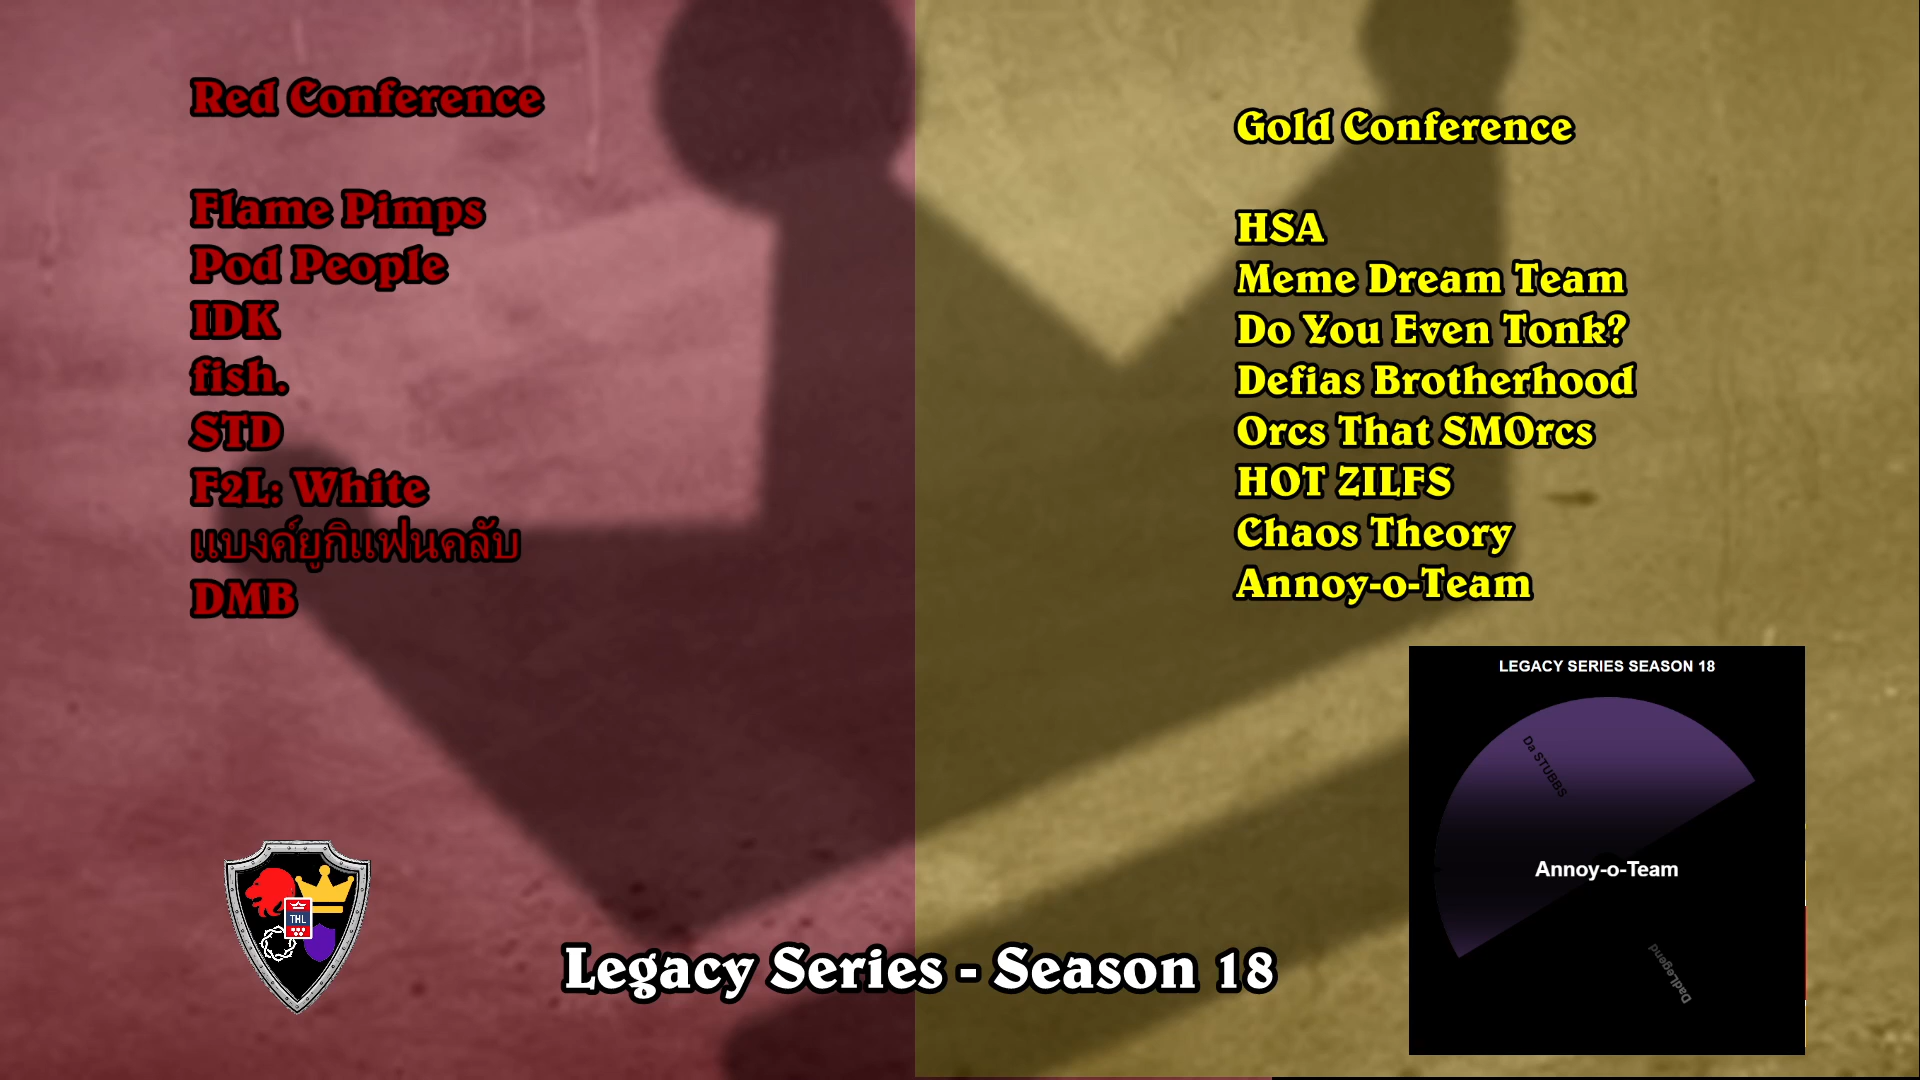 Red Conference
Flame Pimps
Pod People
IDK
fish.
STD
F2L: White
แบงค์ยูกิแฟนคลับ
DMB
Gold Conference
HSA
Meme Dream Team
Do You Even Tonk?
Defias Brotherhood
Orcs That SMOrcs
HOT ZILFS
Chaos Theory
Annoy-o-Team
LEGACY SERIES SEASON 18
Da STUBBS
Annoy-o-Team
DadLegend
THL
Legacy Series - Season 18